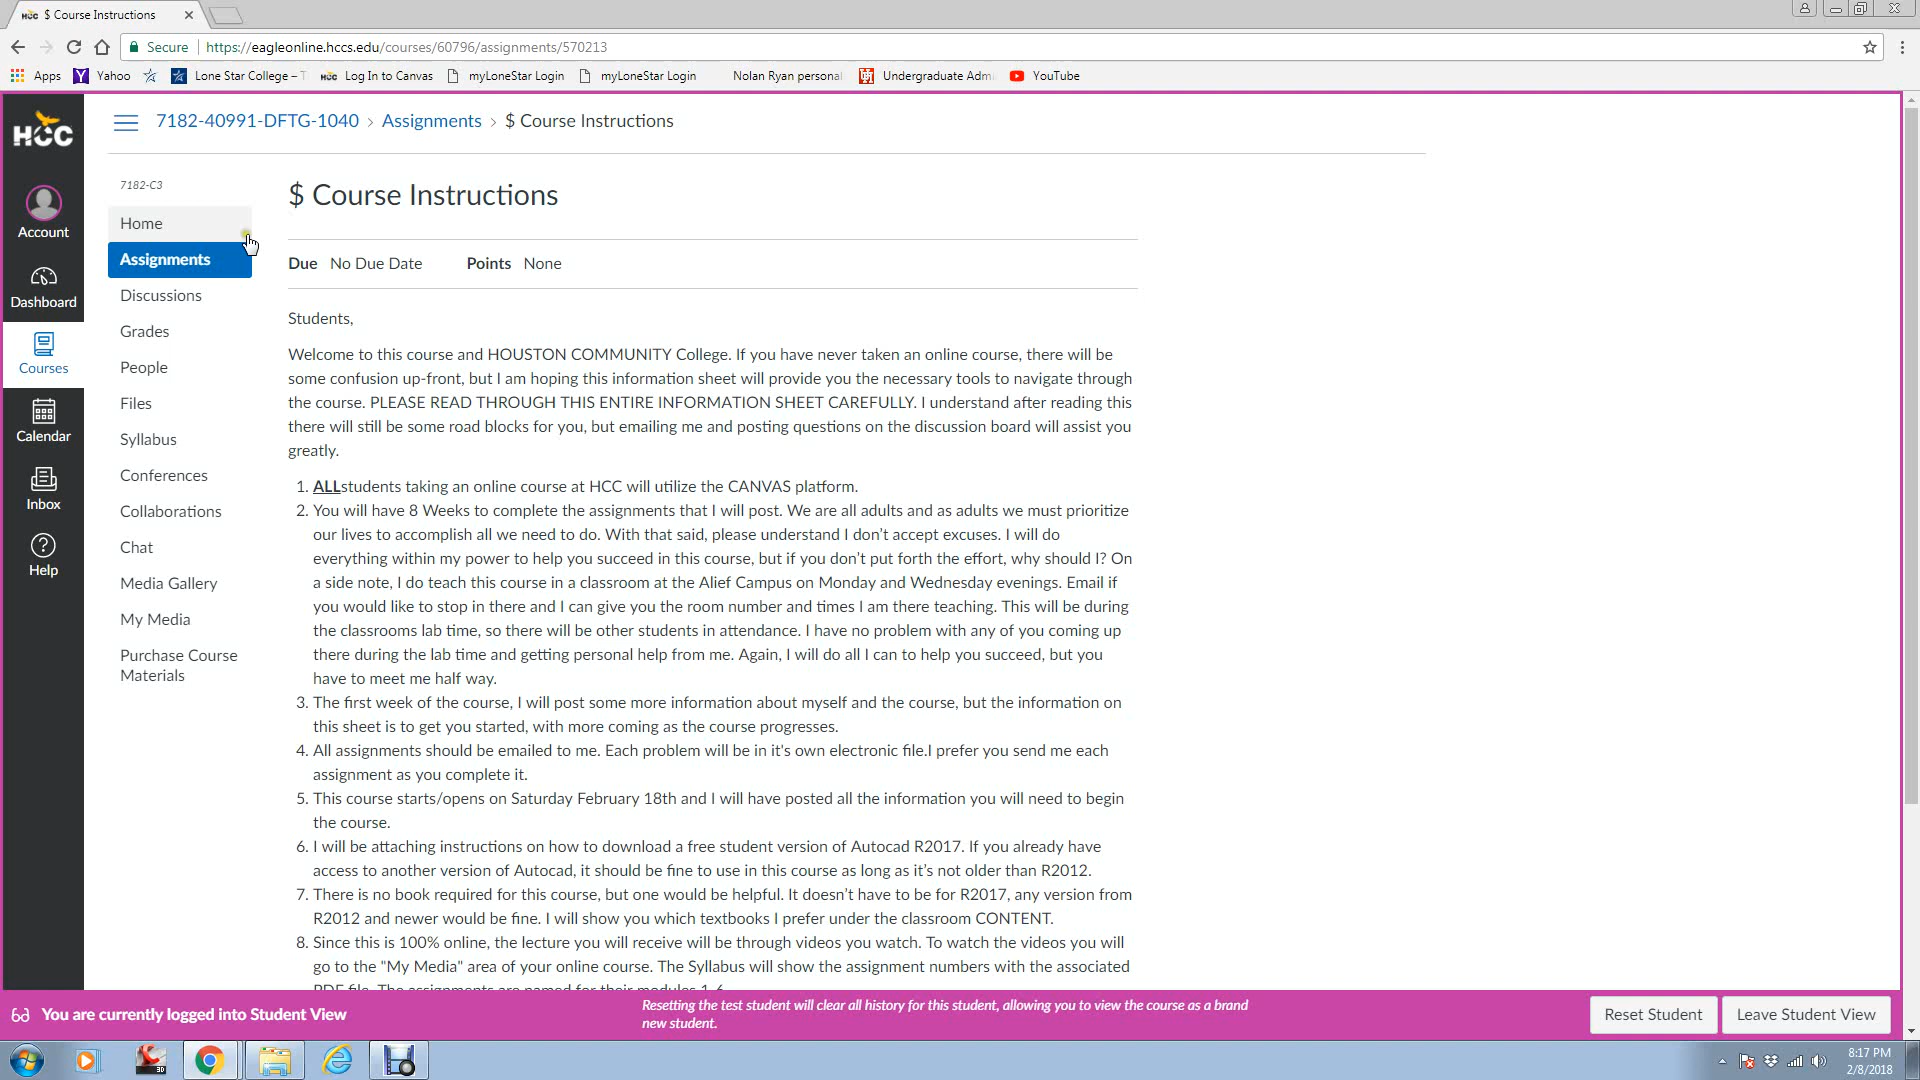 HCC $ Course Instructions
Secure https://eagleonline.hccs.edu/courses/60796/assignments/570213
Apps Yahoo Lone Star College – T HCC Log In to Canvas myLoneStar Login myLoneStar Login Nolan Ryan personal Undergraduate Adm YouTube
HCC
7182-40991-DFTG-1040 > Assignments > $ Course Instructions
Account
Dashboard
Courses
Calendar
Inbox
Help
7182-C3
Home
Assignments
Discussions
Grades
People
Files
Syllabus
Conferences
Collaborations
Chat
Media Gallery
My Media
Purchase Course
Materials
$ Course Instructions
Due No Due Date Points None
Students,
Welcome to this course and HOUSTON COMMUNITY College. If you have never taken an online course, there will be
some confusion up-front, but I am hoping this information sheet will provide you the necessary tools to navigate through
the course. PLEASE READ THROUGH THIS ENTIRE INFORMATION SHEET CAREFULLY. I understand after reading this
there will still be some road blocks for you, but emailing me and posting questions on the discussion board will assist you
greatly.
1. ALLstudents taking an online course at HCC will utilize the CANVAS platform.
2. You will have 8 Weeks to complete the assignments that I will post. We are all adults and as adults we must prioritize
our lives to accomplish all we need to do. With that said, please understand I don't accept excuses. I will do
everything within my power to help you succeed in this course, but if you don't put forth the effort, why should I? On
a side note, I do teach this course in a classroom at the Alief Campus on Monday and Wednesday evenings. Email if
you would like to stop in there and I can give you the room number and times I am there teaching. This will be during
the classrooms lab time, so there will be other students in attendance. I have no problem with any of you coming up
there during the lab time and getting personal help from me. Again, I will do all I can to help you succeed, but you
have to meet me half way.
3. The first week of the course, I will post some more information about myself and the course, but the information on
this sheet is to get you started, with more coming as the course progresses.
4. All assignments should be emailed to me. Each problem will be in it's own electronic file.I prefer you send me each
assignment as you complete it.
5. This course starts/opens on Saturday February 18th and I will have posted all the information you will need to begin
the course.
6. I will be attaching instructions on how to download a free student version of Autocad R2017. If you already have
access to another version of Autocad, it should be fine to use in this course as long as it's not older than R2012.
7. There is no book required for this course, but one would be helpful. It doesn't have to be for R2017, any version from
R2012 and newer would be fine. I will show you which textbooks I prefer under the classroom CONTENT.
8. Since this is 100% online, the lecture you will receive will be through videos you watch. To watch the videos you will
go to the "My Media" area of your online course. The Syllabus will show the assignment numbers with the associated
PDF file. The assignments are named for their modules 1-6
You are currently logged into Student View
Resetting the test student will clear all history for this student, allowing you to view the course as a brand
new student.
Reset Student Leave Student View
8:17 PM
2/8/2018